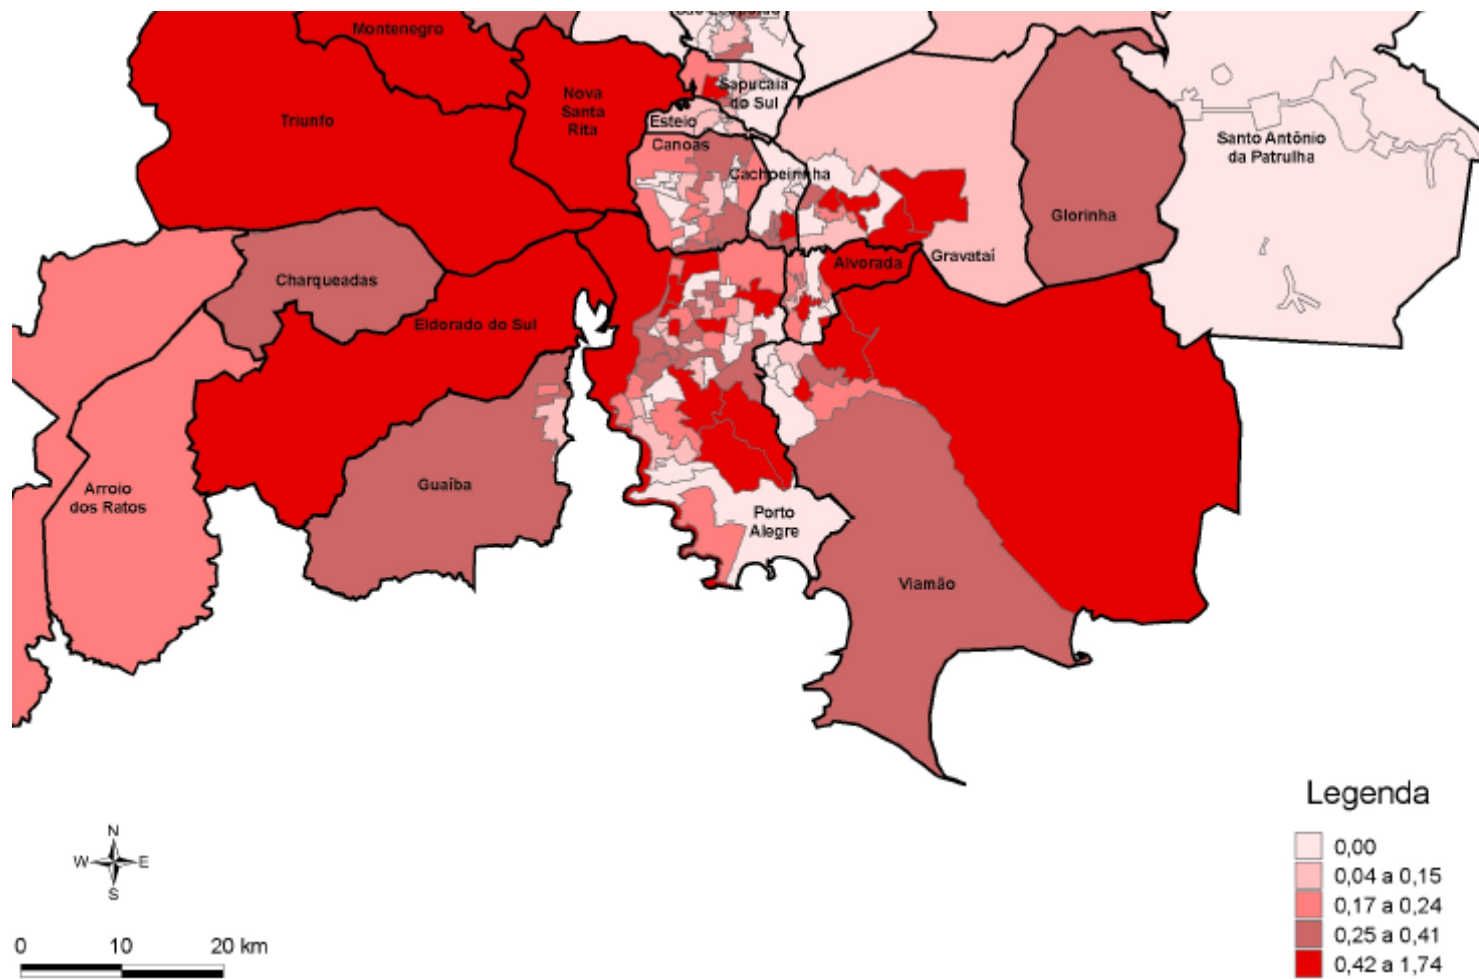 Montenegro
Sapucaia
do Sul
Nova
Santa
Rita
Triunfo
Esteio
Canoas
Santo Antônio
da Patrulha
Cachoeirinha
Glorinha
Gravataí
Alvorada
Charqueadas
Eldorado do Sul
Guaíba
Arroio
dos Ratos
Porto
Alegre
Viamão
Legenda
0,00
0,04 a 0,15
0,17 a 0,24
0,25 a 0,41
0,42 a 1,74
N
W E
S
0 10 20 km